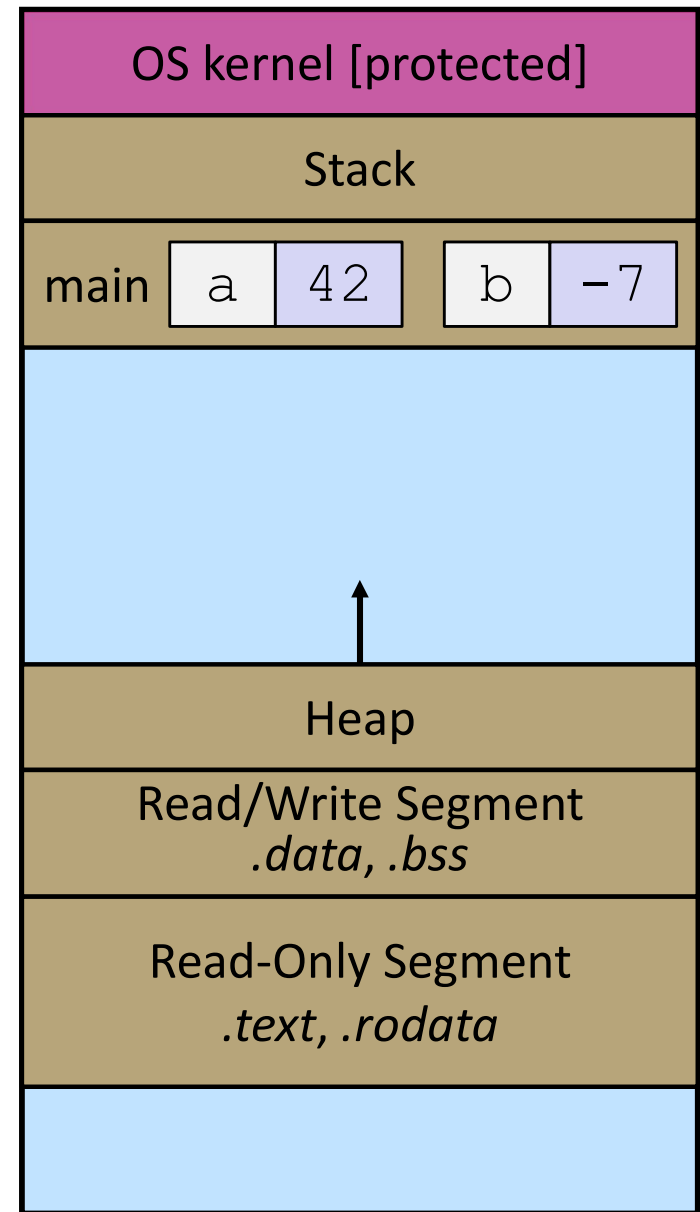 OS kernel [protected]
Stack
main a 42 b -7
Heap
Read/Write Segment
.data, .bss
Read-Only Segment
.text, .rodata